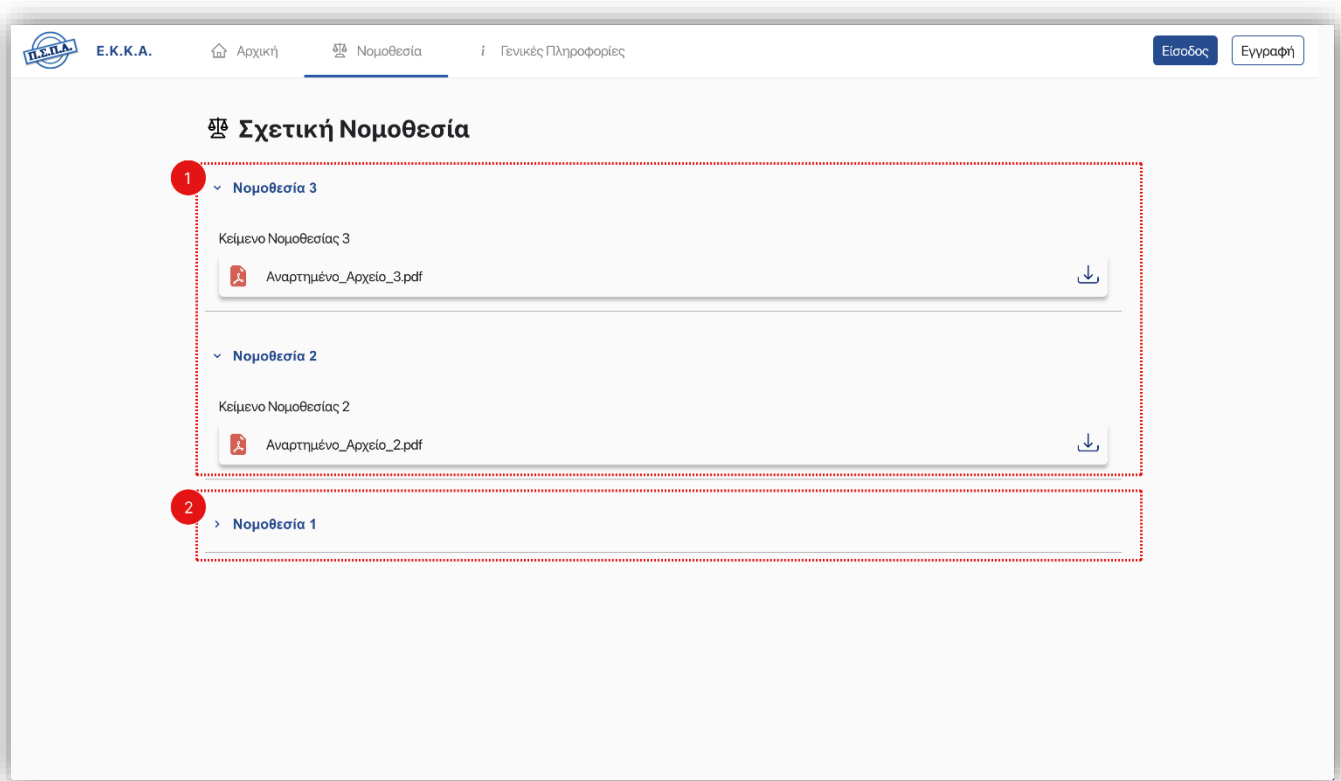 Π.Σ.Π.Α. Ε.Κ.Κ.Α. Αρχική Νομοθεσία i Γενικές Πληροφορίες Είσοδος Εγγραφή
Σχετική Νομοθεσία
1
Νομοθεσία 3
Κείμενο Νομοθεσίας 3
Αναρτημένο_Αρχείο_3.pdf
Νομοθεσία 2
Κείμενο Νομοθεσίας 2
Αναρτημένο_Αρχείο_2.pdf
2
Νομοθεσία 1